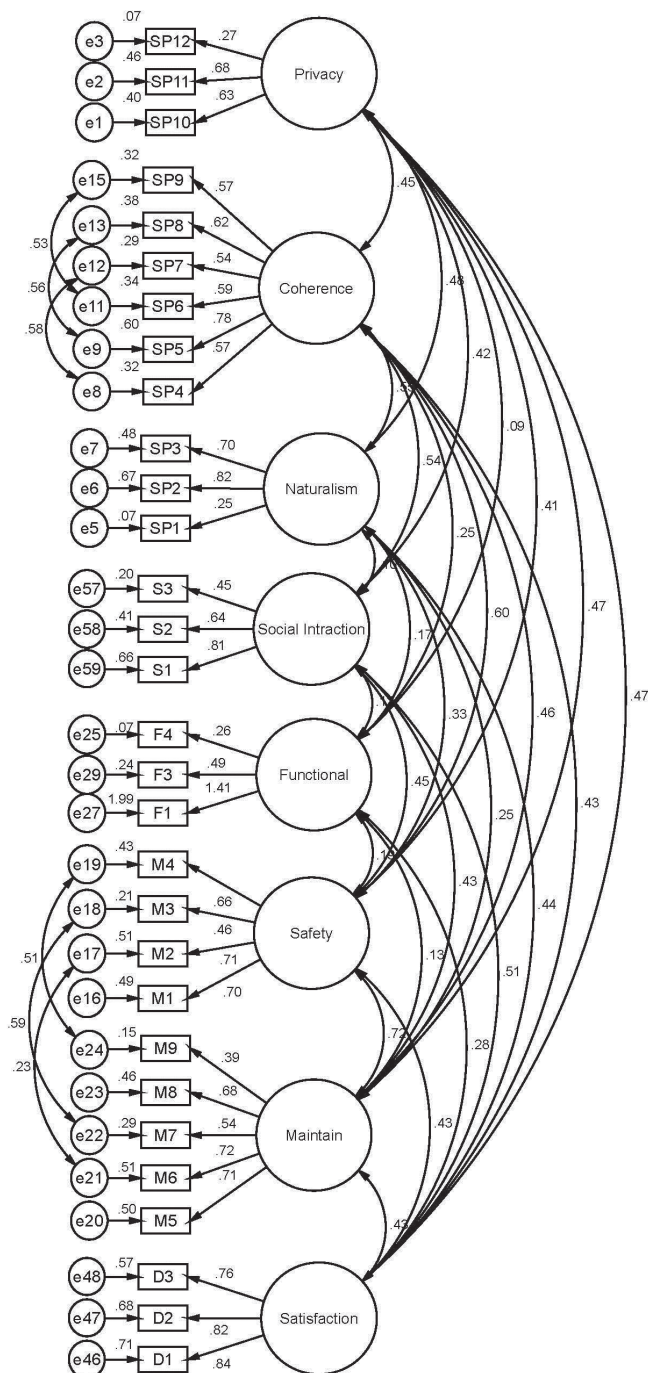 .07
e3 SP12 .27
.46
e2 SP11 .68 Privacy
.40
e1 SP10 .63
.32
e15 SP9 .57 .45
.38
e13 SP8 .62
.29
.53 e12 SP7 .54 .48
.34 Coherence
.56 e11 SP6 .59 .42
.60
.58 e9 SP5 .78
.32
e8 SP4 .57 .09
.54
.48
e7 SP3 .70 .41
.67
e6 SP2 .82 Naturalism .25
.07
e5 SP1 .25
.20
e57 S3 .45 .60 .47
.41
e58 S2 .64 Social Intraction .17
.66
e59 S1 .81 .46 .47
.33
.07
e25 F4 .26
.24
e29 F3 .49 Functional .45
1.99
e27 F1 1.41 .25 .43
.43
e19 M4 .66 .43 .44
.21
e18 M3 .46 Safety
.51
.51 e17 M2 .71 .13 .51
.49
e16 M1 .70
.59
.15
e24 M9 .39 .72 .28
.23
.46
e23 M8 .68
.29
e22 M7 .54 Maintain .43
.51
e21 M6 .72
.50
e20 M5 .71
.43
.57
e48 D3 .76
.68
e47 D2 .82 Satisfaction
.71
e46 D1 .84